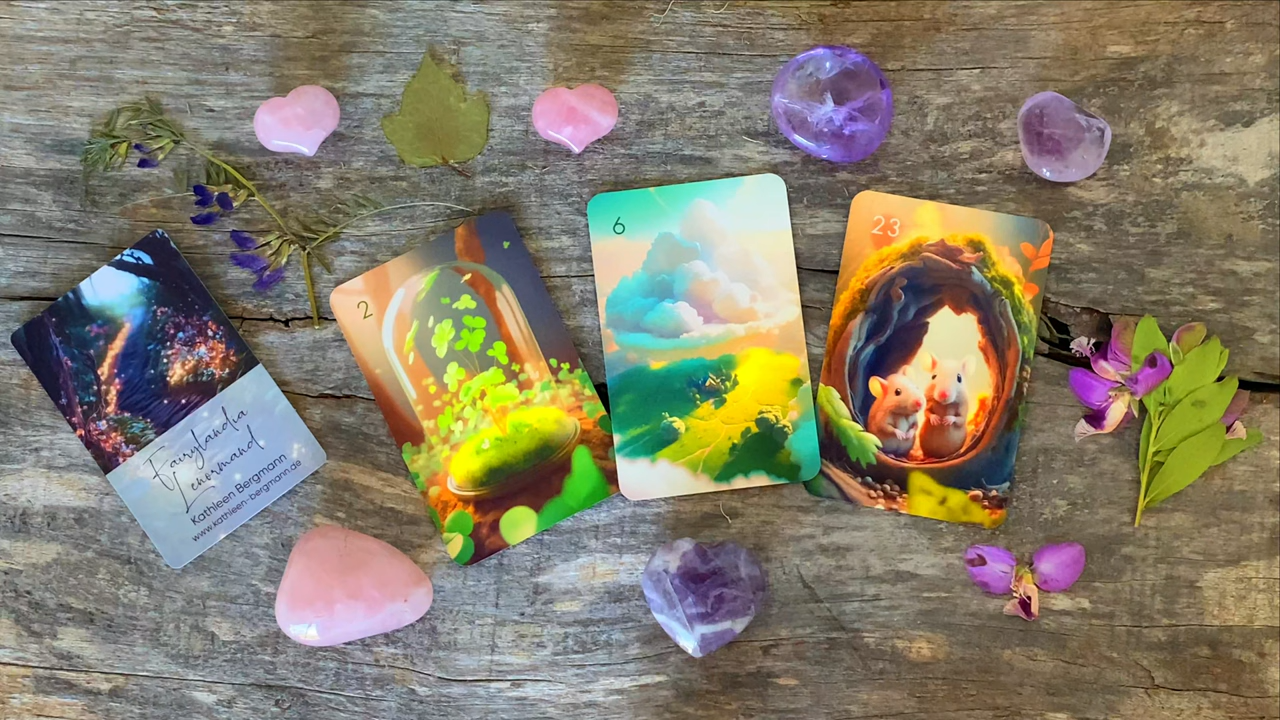 Fairylandia
Lenormand
Kathleen Bergmann
www.kathleen-bergmann.de
2
6
23